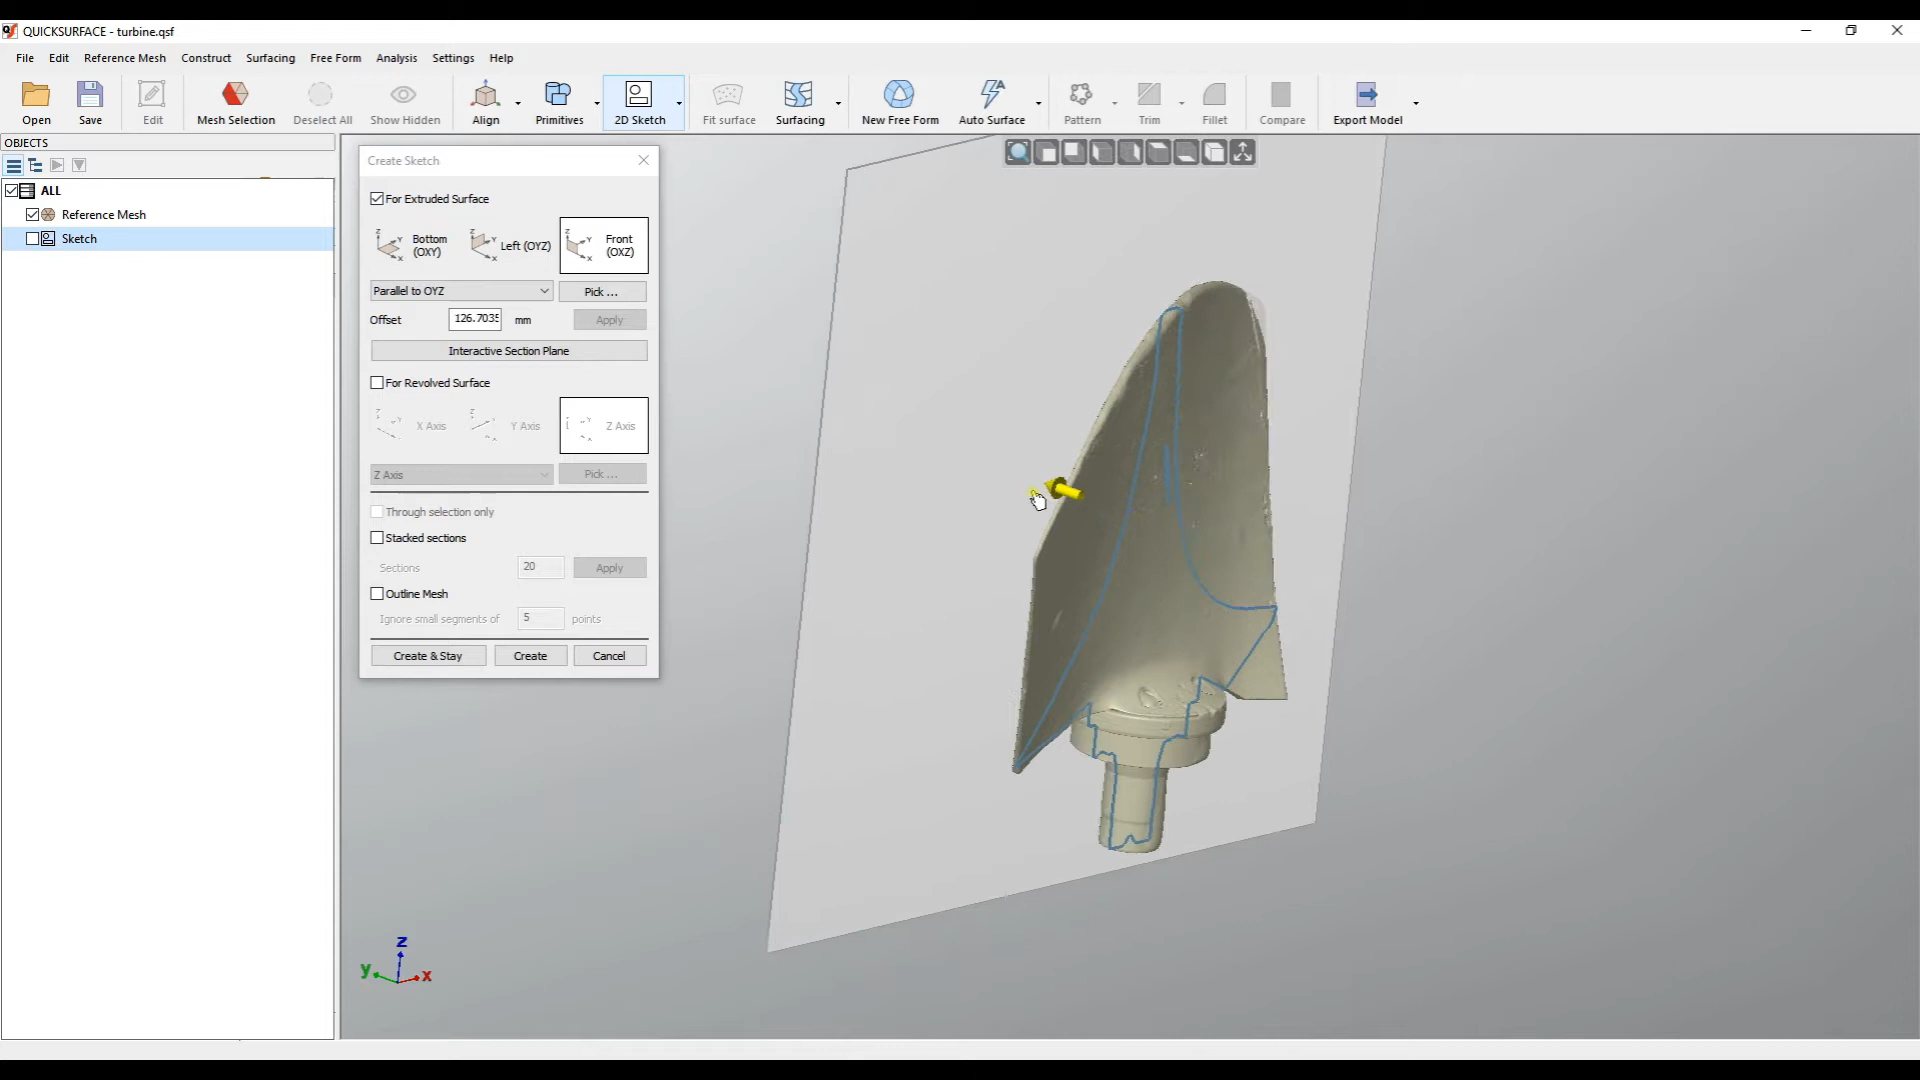 QUICKSURFACE - turbine.qsf
File Edit Reference Mesh Construct Surfacing Free Form Analysis Settings Help
Open Save Edit Mesh Selection Deselect All Show Hidden Align Primitives 2D Sketch Fit surface Surfacing New Free Form Auto Surface Pattern Trim Fillet Compare Export Model
OBJECTS
ALL
Reference Mesh
Sketch
Create Sketch
For Extruded Surface
Bottom (OXY) Left (OYZ) Front (OXZ)
Parallel to OYZ Pick ...
Offset 126.7035 mm Apply
Interactive Section Plane
For Revolved Surface
X Axis Y Axis Z Axis
Z Axis Pick ...
Through selection only
Stacked sections
Sections 20 Apply
Outline Mesh
Ignore small segments of 5 points
Create & Stay Create Cancel
z
y x